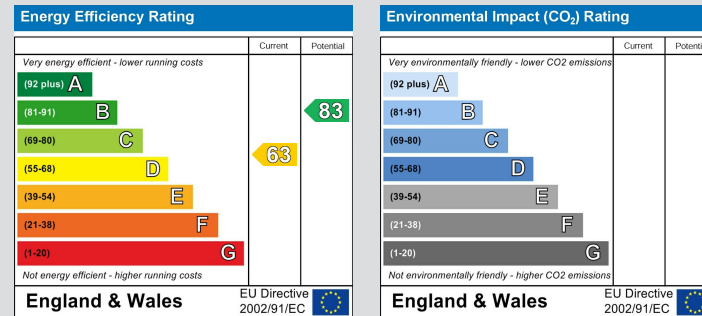 Energy Efficiency Rating
Current Potential
Very energy efficient - lower running costs
(92 plus) A
(81-91) B
83
(69-80) C
63
(55-68) D
(39-54) E
(21-38) F
(1-20) G
Not energy efficient - higher running costs
England & Wales
EU Directive
2002/91/EC
Environmental Impact (CO₂) Rating
Current Potenti
Very environmentally friendly - lower CO2 emissions
(92 plus) A
(81-91) B
(69-80) C
(55-68) D
(39-54) E
(21-38) F
(1-20) G
Not environmentally friendly - higher CO2 emissions
England & Wales
EU Directive
2002/91/EC